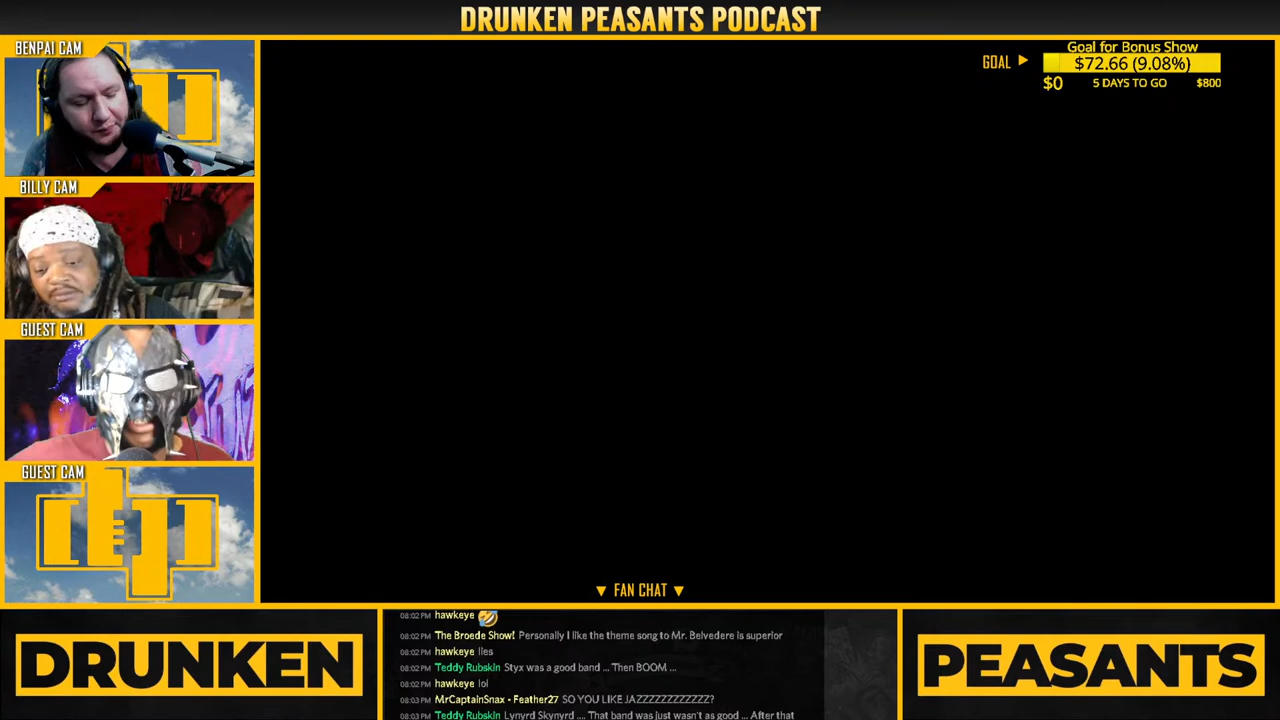 DRUNKEN PEASANTS PODCAST
BENPAI CAM
BILLY CAM
GUEST CAM
GUEST CAM
GOAL ►
Goal for Bonus Show
$72.66 (9.08%)
$0 5 DAYS TO GO $800
▼ FAN CHAT ▼
08:02 PM hawkeye 🤣
08:02 PM The Broede Show! Personally I like the theme song to Mr. Belvedere is superior
08:02 PM hawkeye lles
08:02 PM Teddy Rubskin Styx was a good band ... Then BOOM ...
08:02 PM hawkeye lol
08:03 PM MrCaptainSnax - Feather27 SO YOU LIKE JAZZZZZZZZZZZZ?
08:03 PM Teddy Rubskin Lynyrd Skynyrd .... That band was just wasn't as good ... After that
DRUNKEN
PEASANTS